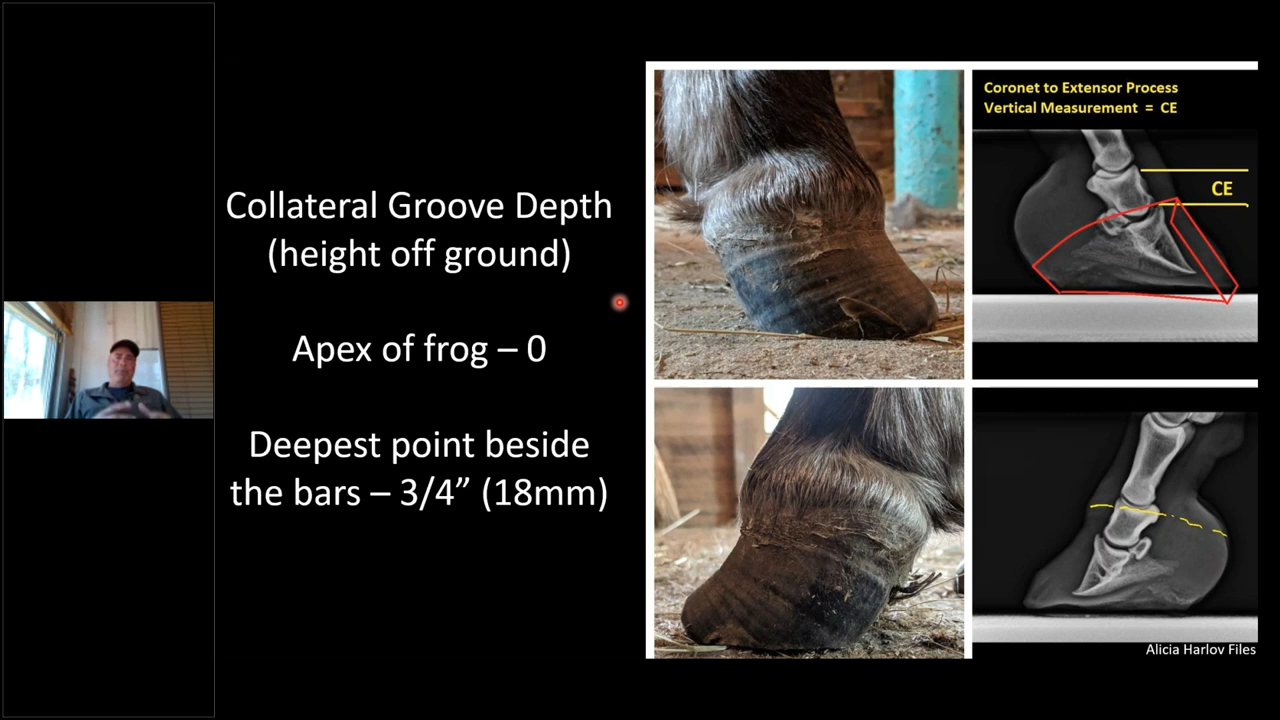 Collateral Groove Depth
(height off ground)
Apex of frog – 0
Deepest point beside
the bars – 3/4” (18mm)
Coronet to Extensor Process
Vertical Measurement = CE
CE
Alicia Harlov Files